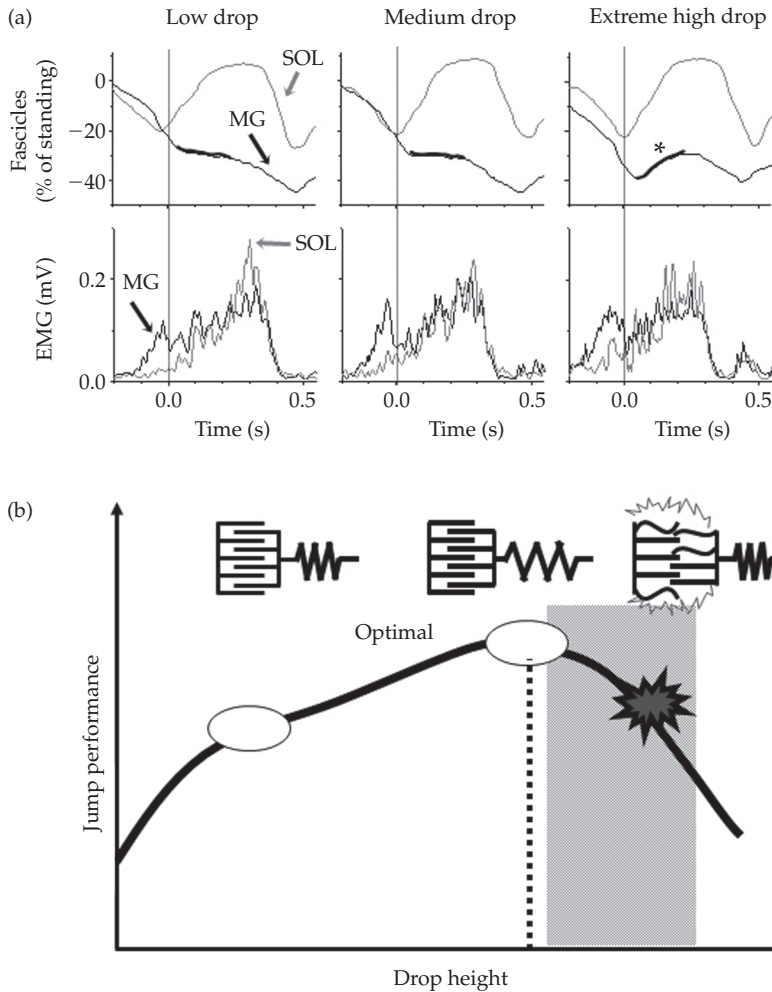 (a)
Low drop
Medium drop
Extreme high drop
Fascicles
(% of standing)
0
−20
−40
SOL
MG
*
EMG (mV)
0.2
0.0
MG
SOL
0.0
0.5
0.0
0.5
0.0
0.5
Time (s)
Time (s)
Time (s)
(b)
Optimal
Jump performance
Drop height